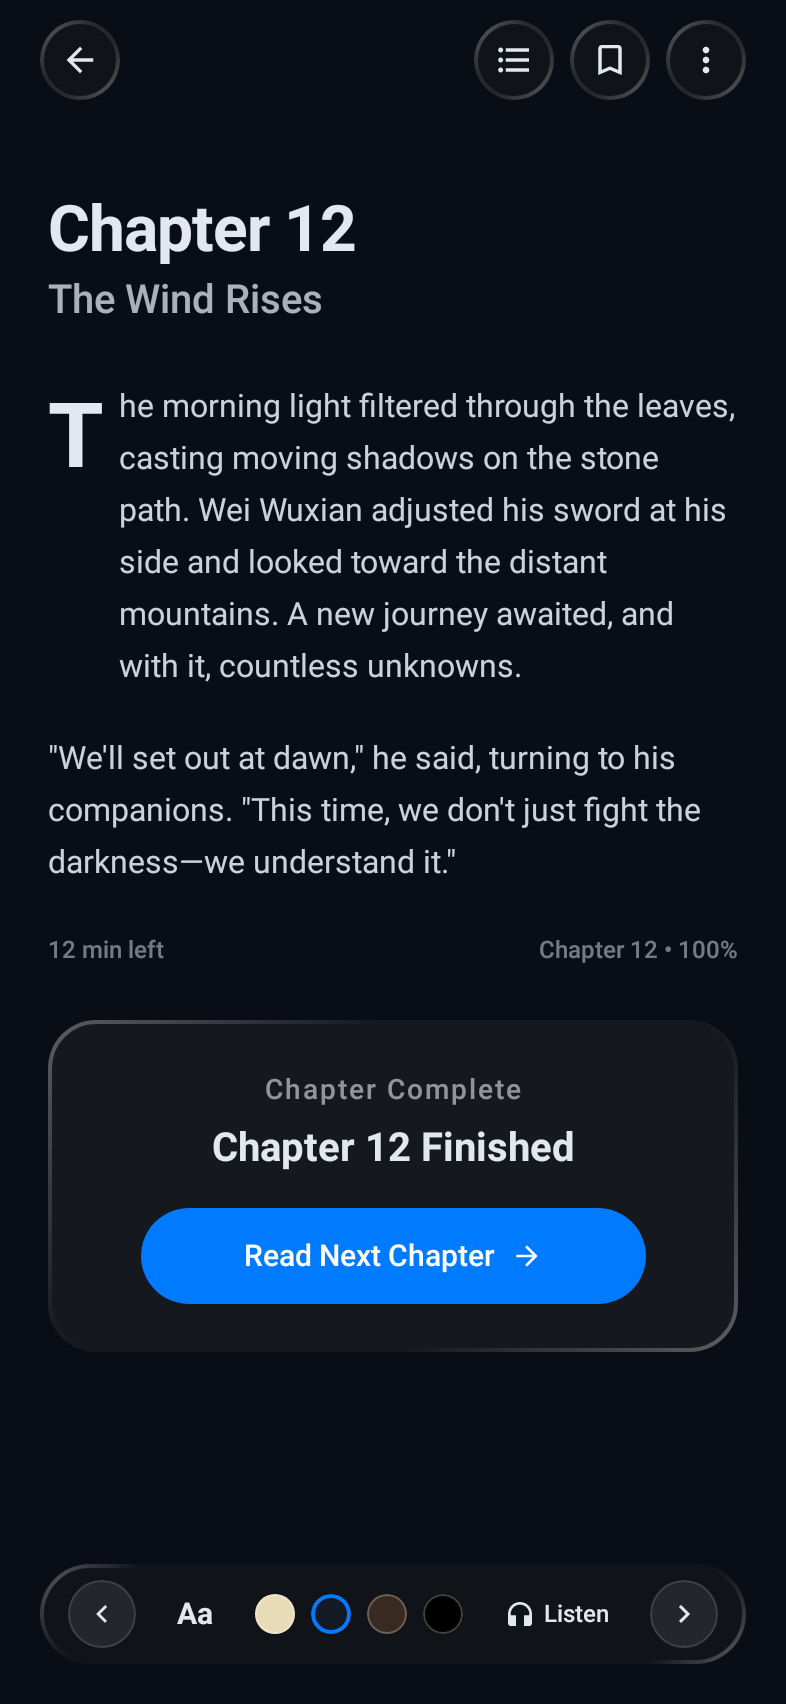 Chapter 12
The Wind Rises
The morning light filtered through the leaves,
casting moving shadows on the stone
path. Wei Wuxian adjusted his sword at his
side and looked toward the distant
mountains. A new journey awaited, and
with it, countless unknowns.
"We'll set out at dawn," he said, turning to his
companions. "This time, we don't just fight the
darkness—we understand it."
12 min left
Chapter 12 • 100%
Chapter Complete
Chapter 12 Finished
Read Next Chapter
Aa
Listen